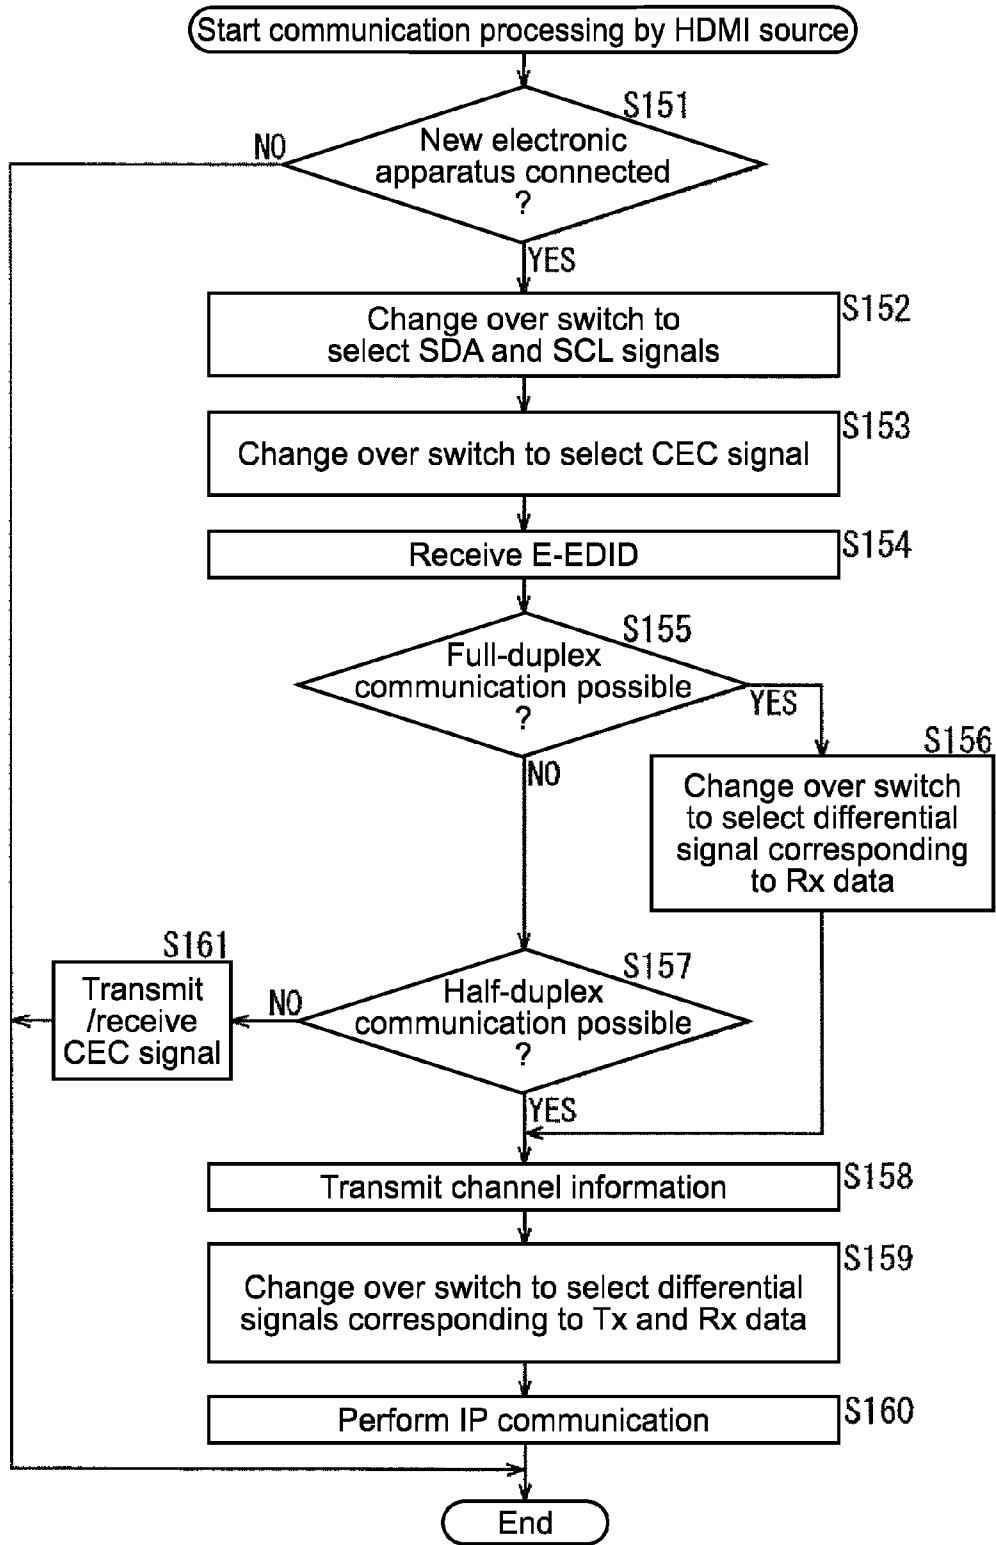 Start communication processing by HDMI source
S151
New electronic
apparatus connected
?
NO
YES
S152
Change over switch to
select SDA and SCL signals
S153
Change over switch to select CEC signal
S154
Receive E-EDID
S155
Full-duplex
communication possible
?
YES
NO
S156
Change over switch
to select differential
signal corresponding
to Rx data
S157
Half-duplex
communication possible
?
NO
YES
S161
Transmit
/receive
CEC signal
S158
Transmit channel information
S159
Change over switch to select differential
signals corresponding to Tx and Rx data
S160
Perform IP communication
End